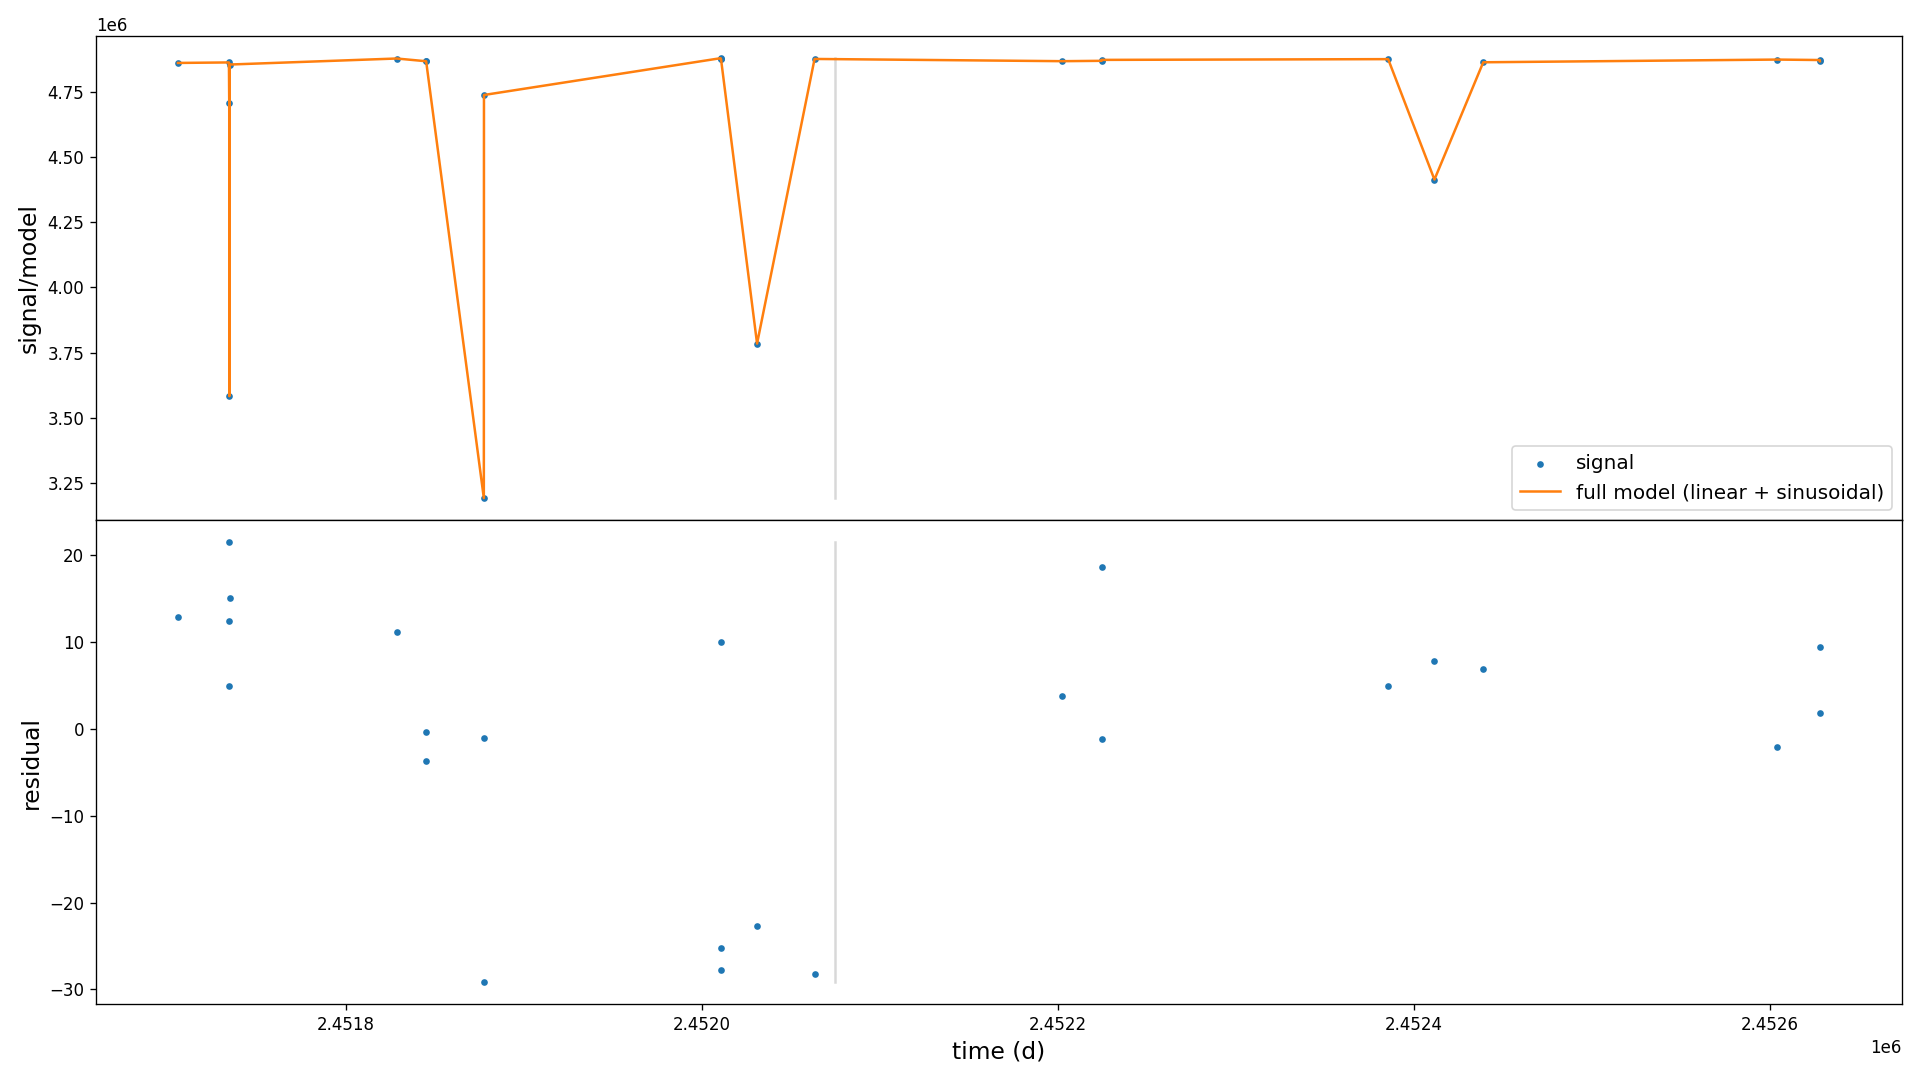 1e6
4.75
4.50
4.25
4.00
3.75
3.50
3.25
signal/model
signal
full model (linear + sinusoidal)
20
10
0
−10
−20
−30
residual
2.4518
2.4520
2.4522
2.4524
2.4526
time (d)
1e6